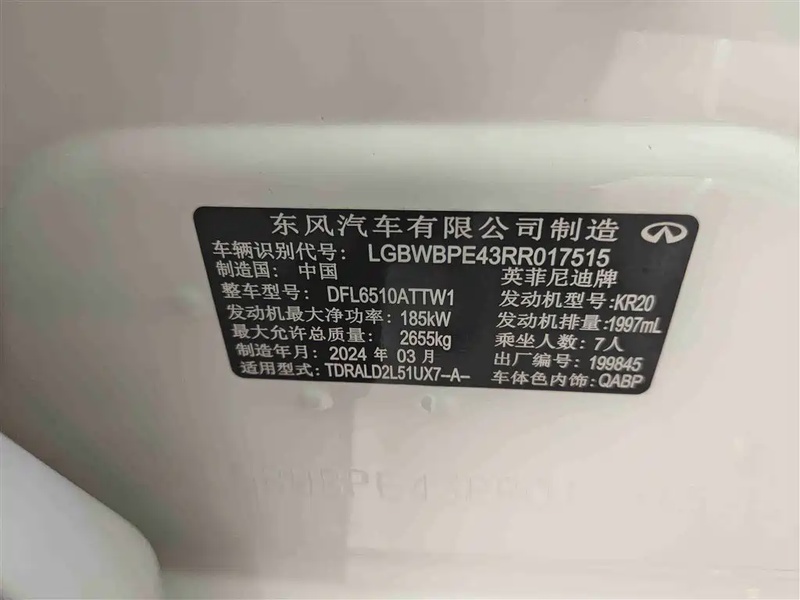 东风汽车有限公司制造
车辆识别代号: LGBWBPE43RR017515
制造国: 中国 英菲尼迪牌
整车型号: DFL6510ATTW1 发动机型号:KR20
发动机最大净功率: 185kW 发动机排量:1997mL
最大允许总质量: 2655kg 乘坐人数: 7人
制造年月: 2024 年 03 月 出厂编号: 199845
适用型式: TDRALD2L51UX7-A- 车体色内饰: QABP
WBPE43RR01